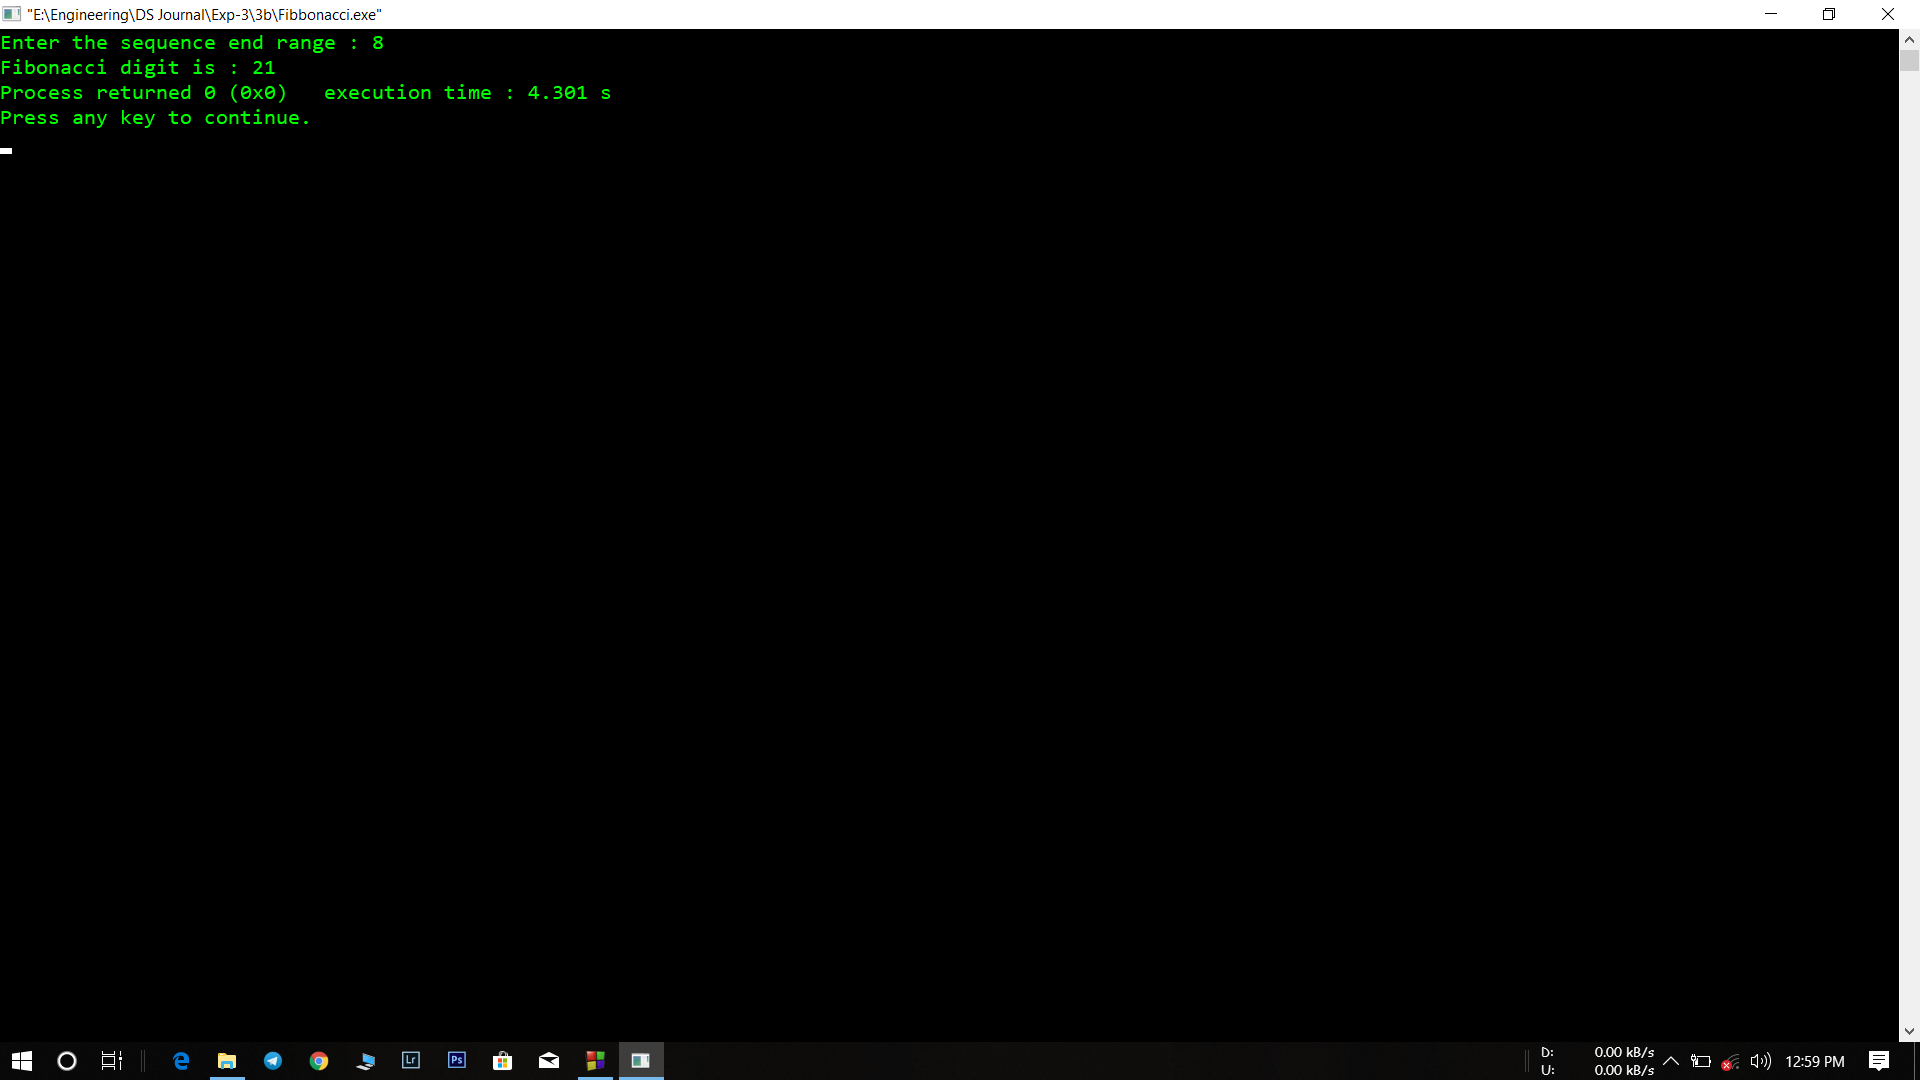 "E:\Engineering\DS Journal\Exp-3\3b\Fibbonacci.exe"
Enter the sequence end range : 8
Fibonacci digit is : 21
Process returned 0 (0x0)   execution time : 4.301 s
Press any key to continue.
Lr
Ps
D: 0.00 kB/s
U: 0.00 kB/s
12:59 PM